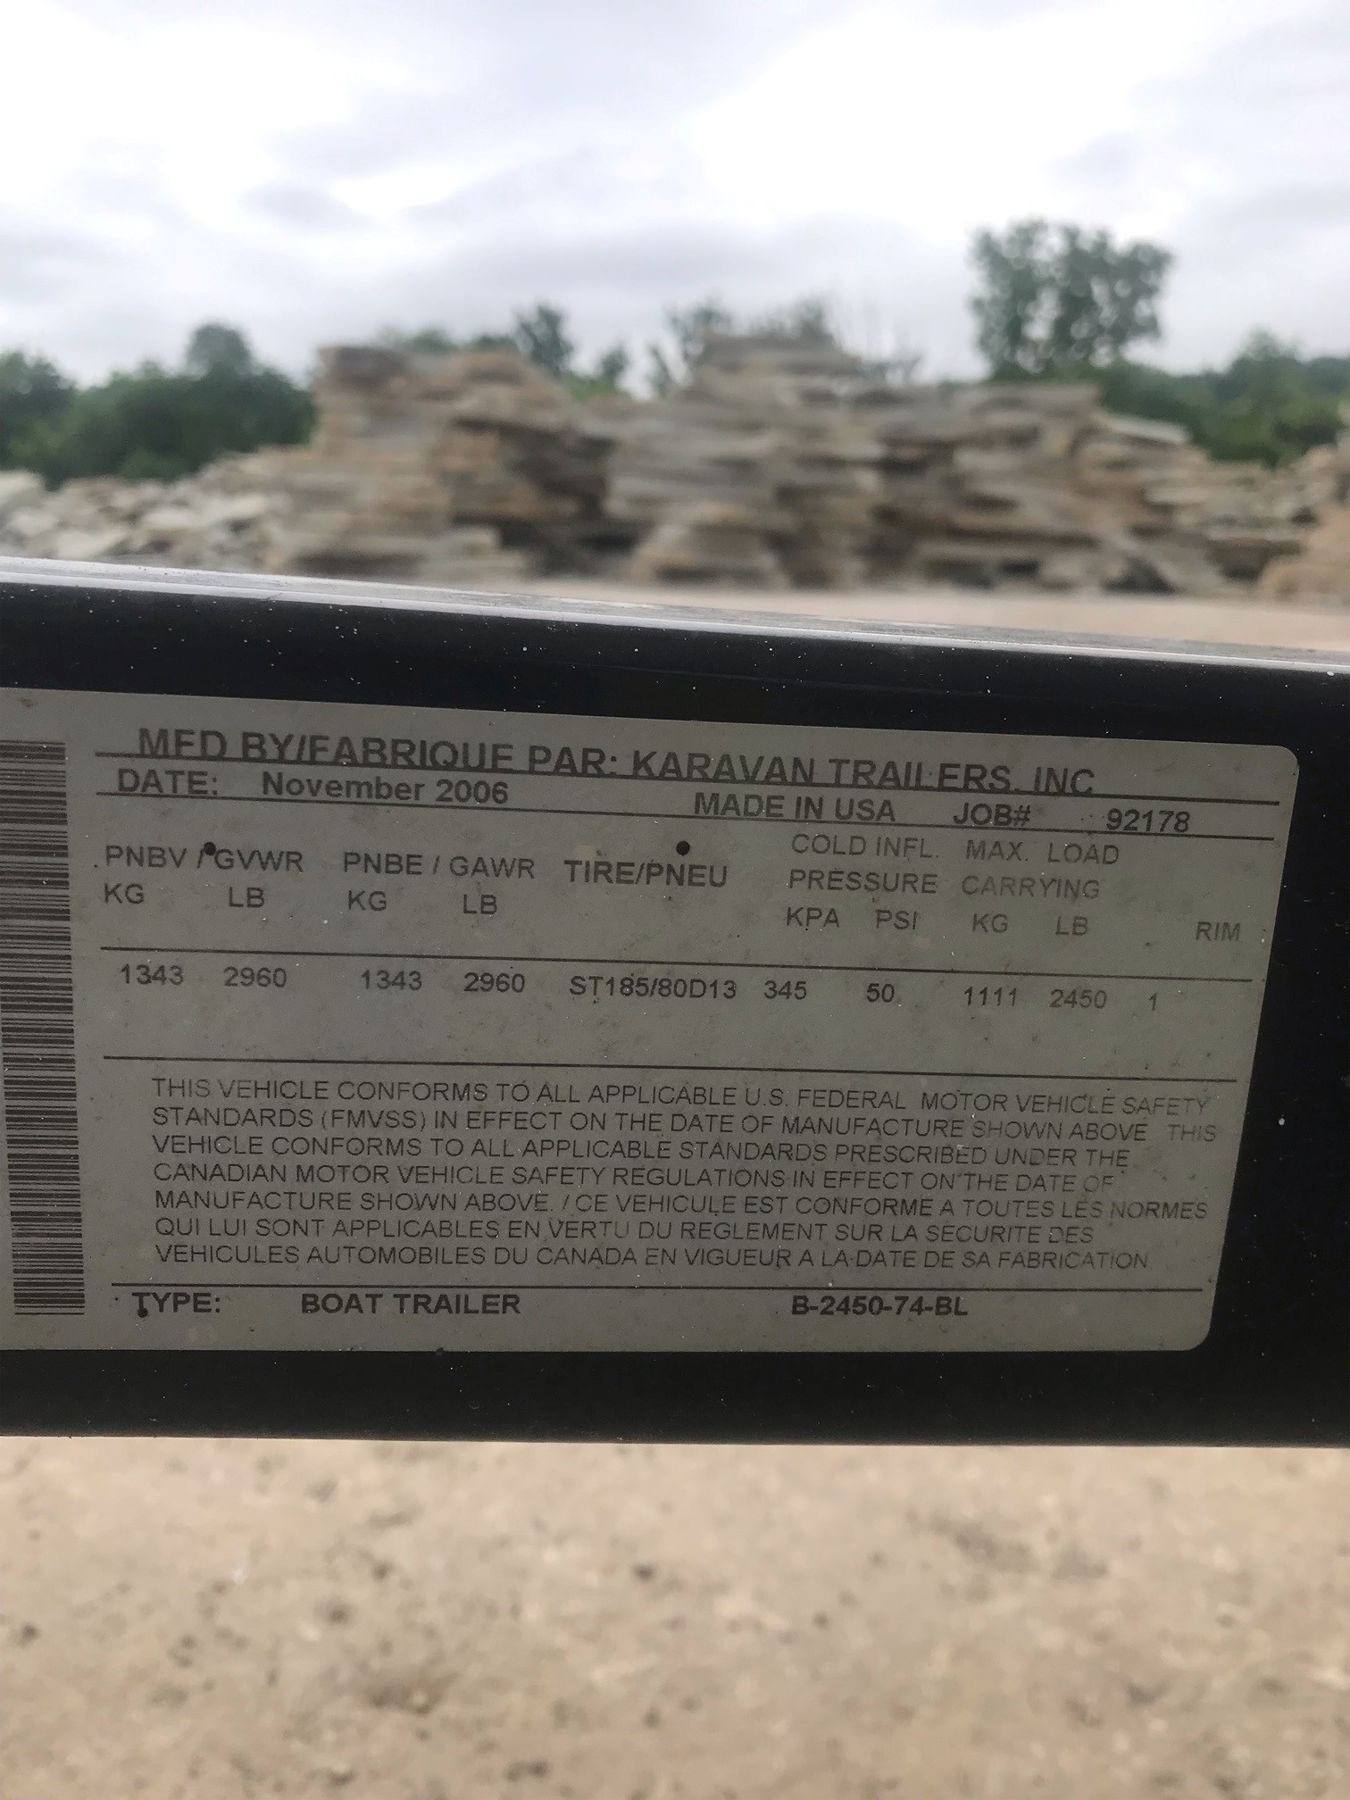 MFD BY/FABRIQUE PAR: KARAVAN TRAILERS, INC
DATE: November 2006 MADE IN USA JOB# 92178
PNBV / GVWR PNBE / GAWR TIRE/PNEU COLD INFL. MAX. LOAD
PRESSURE CARRYING
KG LB KG LB KPA PSI KG LB RIM
1343 2960 1343 2960 ST185/80D13 345 50 1111 2450 1
THIS VEHICLE CONFORMS TO ALL APPLICABLE U.S. FEDERAL MOTOR VEHICLE SAFETY
STANDARDS (FMVSS) IN EFFECT ON THE DATE OF MANUFACTURE SHOWN ABOVE THIS
VEHICLE CONFORMS TO ALL APPLICABLE STANDARDS PRESCRIBED UNDER THE
CANADIAN MOTOR VEHICLE SAFETY REGULATIONS IN EFFECT ON THE DATE OF
MANUFACTURE SHOWN ABOVE. / CE VEHICULE EST CONFORME A TOUTES LES NORMES
QUI LUI SONT APPLICABLES EN VERTU DU REGLEMENT SUR LA SECURITE DES
VEHICULES AUTOMOBILES DU CANADA EN VIGUEUR A LA DATE DE SA FABRICATION
TYPE: BOAT TRAILER B-2450-74-BL